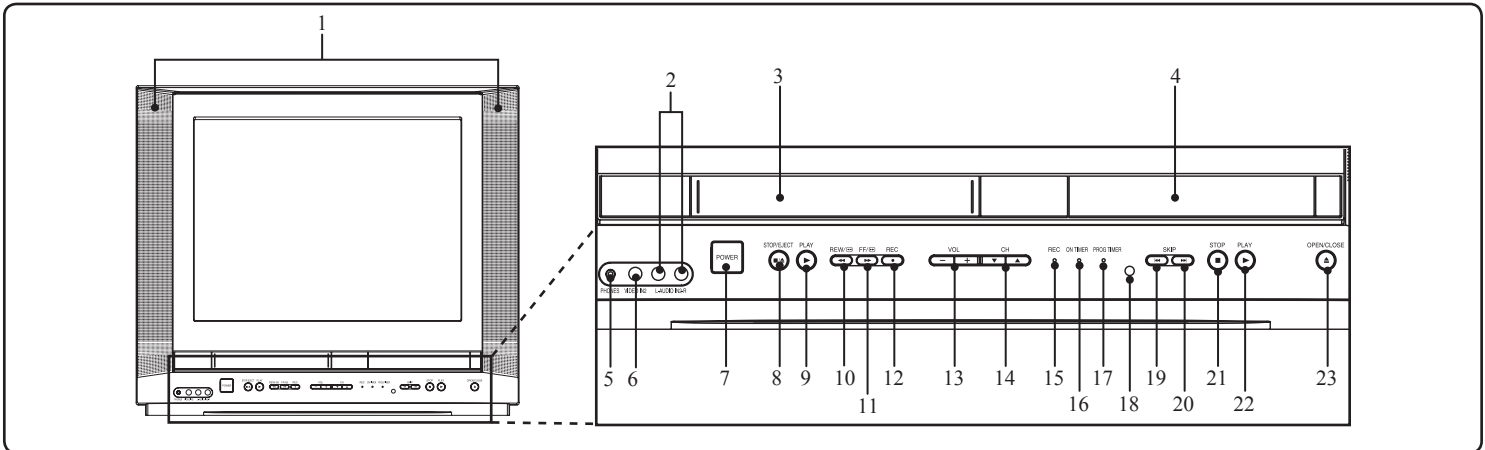 1
2
3
4
STOP/EJECT PLAY REW/ FF/ REC VOL CH REC ON TIMER PROG TIMER SKIP STOP PLAY OPEN/CLOSE
POWER
PHONES VIDEO IN2 L-AUDIO IN2-R
5 6 7 8 9 10 11 12 13 14 15 16 17 18 19 20 21 22 23